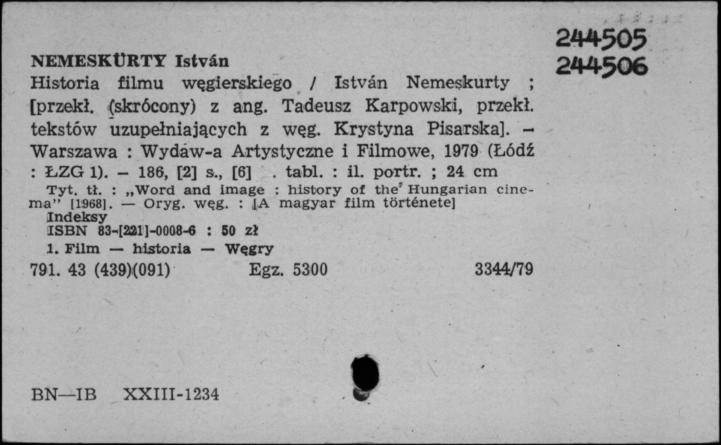 244505
244506
NEMESKÜRTY István
Historia filmu węgierskiego / István Nemeskurty ;
[przekł. (skrócony) z ang. Tadeusz Karpowski, przekł.
tekstów uzupełniających z węg. Krystyna Pisarska]. —
Warszawa : Wydaw-a Artystyczne i Filmowe, 1979 (Łódź
: ŁZG 1). — 186, [2] s., [6] . tabl. : il. portr. ; 24 cm
Tyt. tł. : „Word and image : history of the Hungarian cine-
ma” [1968]. — Oryg. węg. : [A magyar film története]
Indeksy
ISBN 83-[221]-0008-6 : 50 zł
1. Film — historia — Węgry
791. 43 (439)(091) Egz. 5300 3344/79
BN—IB XXIII-1234